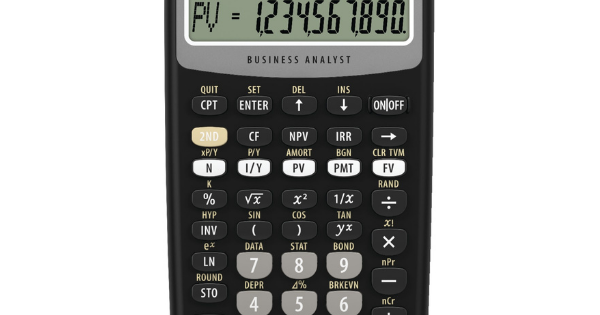 PV = 1,234,567,890.
BUSINESS ANALYST
QUIT SET DEL INS
CPT ENTER ↑ ↓ ON|OFF
2ND CF NPV IRR →
xP/Y P/Y AMORT BGN CLR TVM
N I/Y PV PMT FV
K RAND
% √x x² 1/x ÷
HYP SIN COS TAN x!
INV ( ) yˣ ×
eˣ DATA STAT BOND nPr
LN 7 8 9 −
ROUND DEPR Δ% BRKEVN nCr
STO 4 5 6